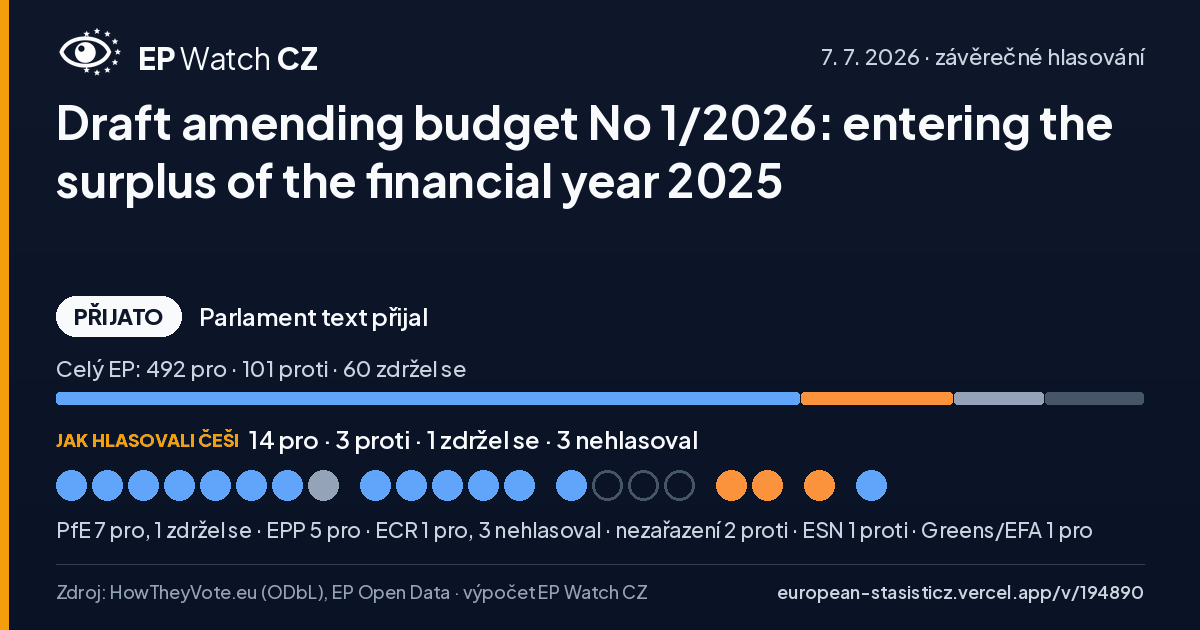 EP Watch CZ
7. 7. 2026 · závěrečné hlasování
Draft amending budget No 1/2026: entering the
surplus of the financial year 2025
PŘIJATO Parlament text přijal
Celý EP: 492 pro · 101 proti · 60 zdržel se
JAK HLASOVALI ČEŠI 14 pro · 3 proti · 1 zdržel se · 3 nehlasoval
PfE 7 pro, 1 zdržel se · EPP 5 pro · ECR 1 pro, 3 nehlasoval · nezařazení 2 proti · ESN 1 proti · Greens/EFA 1 pro
Zdroj: HowTheyVote.eu (ODbL), EP Open Data · výpočet EP Watch CZ
european-stasisticz.vercel.app/v/194890